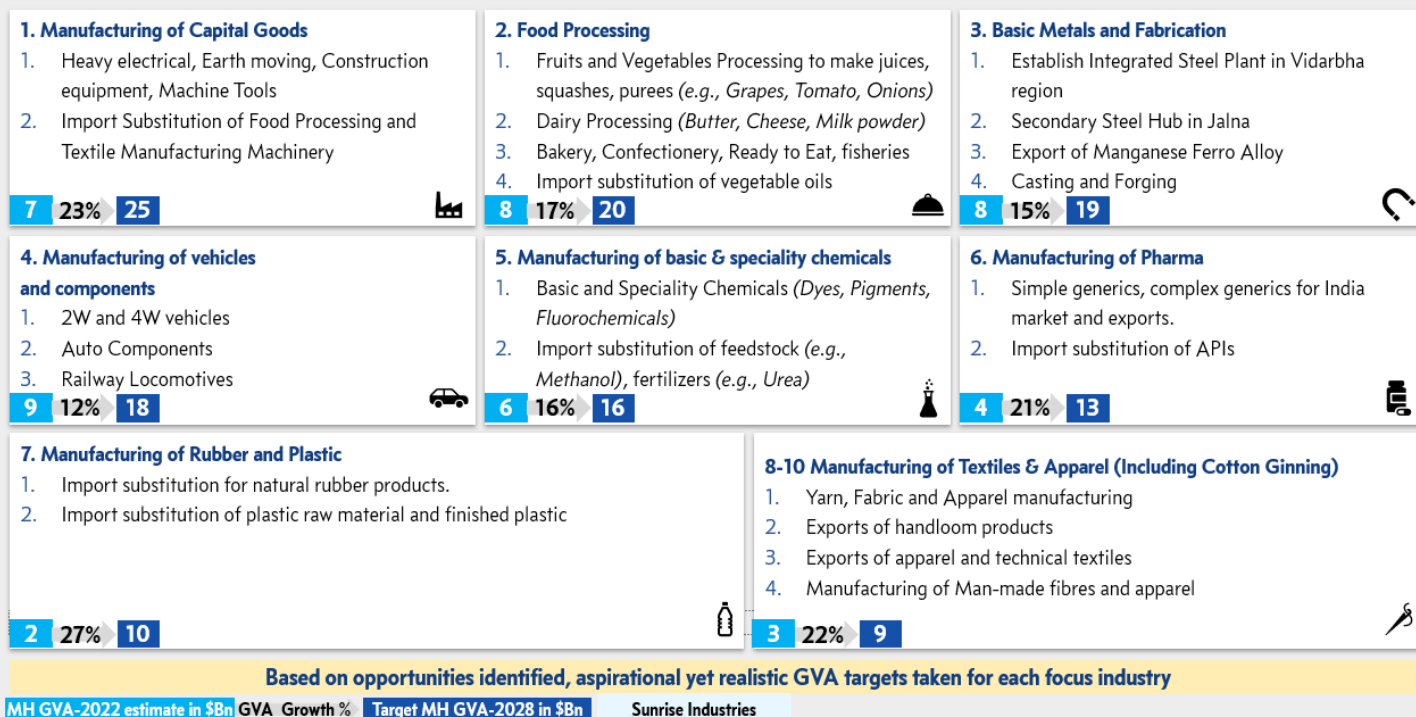 1. Manufacturing of Capital Goods
1. Heavy electrical, Earth moving, Construction
equipment, Machine Tools
2. Import Substitution of Food Processing and
Textile Manufacturing Machinery
7 23% 25
2. Food Processing
1. Fruits and Vegetables Processing to make juices,
squashes, purees (e.g., Grapes, Tomato, Onions)
2. Dairy Processing (Butter, Cheese, Milk powder)
3. Bakery, Confectionery, Ready to Eat, fisheries
4. Import substitution of vegetable oils
8 17% 20
3. Basic Metals and Fabrication
1. Establish Integrated Steel Plant in Vidarbha
region
2. Secondary Steel Hub in Jalna
3. Export of Manganese Ferro Alloy
4. Casting and Forging
8 15% 19
4. Manufacturing of vehicles
and components
1. 2W and 4W vehicles
2. Auto Components
3. Railway Locomotives
9 12% 18
5. Manufacturing of basic & speciality chemicals
1. Basic and Speciality Chemicals (Dyes, Pigments,
Fluorochemicals)
2. Import substitution of feedstock (e.g.,
Methanol), fertilizers (e.g., Urea)
6 16% 16
6. Manufacturing of Pharma
1. Simple generics, complex generics for India
market and exports.
2. Import substitution of APIs
4 21% 13
7. Manufacturing of Rubber and Plastic
1. Import substitution for natural rubber products.
2. Import substitution of plastic raw material and finished plastic
2 27% 10
8-10 Manufacturing of Textiles & Apparel (Including Cotton Ginning)
1. Yarn, Fabric and Apparel manufacturing
2. Exports of handloom products
3. Exports of apparel and technical textiles
4. Manufacturing of Man-made fibres and apparel
3 22% 9
Based on opportunities identified, aspirational yet realistic GVA targets taken for each focus industry
MH GVA-2022 estimate in $Bn GVA Growth % Target MH GVA-2028 in $Bn Sunrise Industries